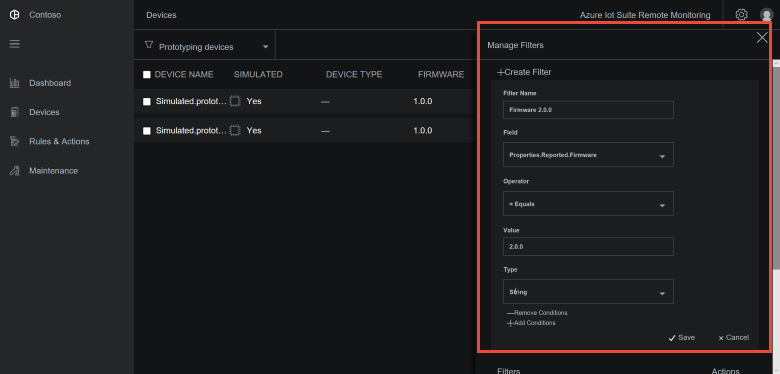 Contoso
Devices
Azure Iot Suite Remote Monitoring
Dashboard
Devices
Rules & Actions
Maintenance
Prototyping devices
DEVICE NAME SIMULATED DEVICE TYPE FIRMWARE
Simulated.protot... Yes — 1.0.0
Simulated.protot... Yes — 1.0.0
Manage Filters
Create Filter
Filter Name
Firmware 2.0.0
Field
Properties.Reported.Firmware
Operator
= Equals
Value
2.0.0
Type
String
Remove Conditions
Add Conditions
Save Cancel
Filters Actions